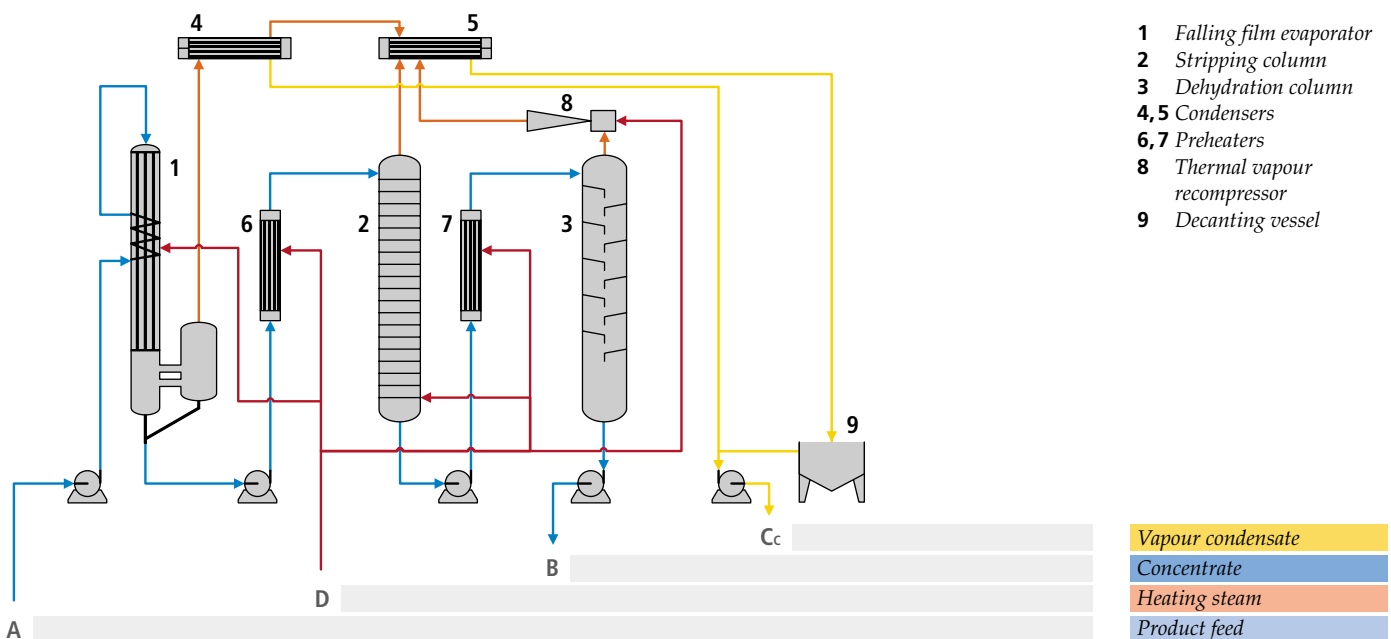 4
5
1 Falling film evaporator
2 Stripping column
3 Dehydration column
4,5 Condensers
6,7 Preheaters
8 Thermal vapour
recompressor
9 Decanting vessel
8
1
6
2
7
3
9
Cc
Vapour condensate
B
Concentrate
D
Heating steam
A
Product feed